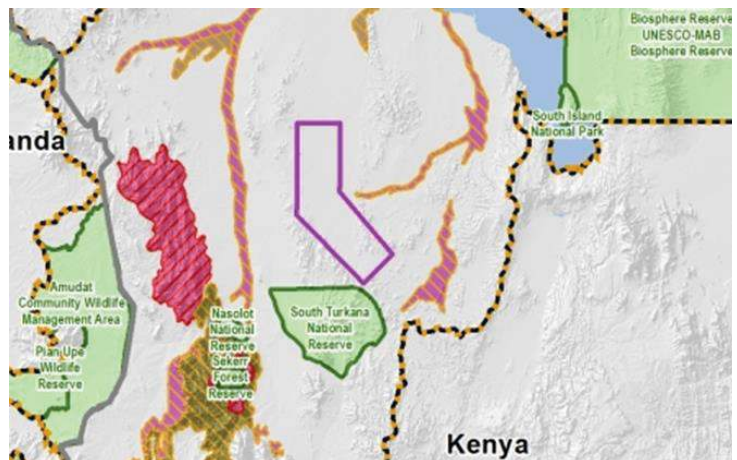 Biosphere Reserve
UNESCO-MAB
Biosphere Reserve
South Island
National Park
anda
Amudat
Community Wildlife
Management Area
Pian Upe
Wildlife
Reserve
Nasolot
National
Reserve
Sekerr
Forest
Reserve
South Turkana
National
Reserve
Kenya